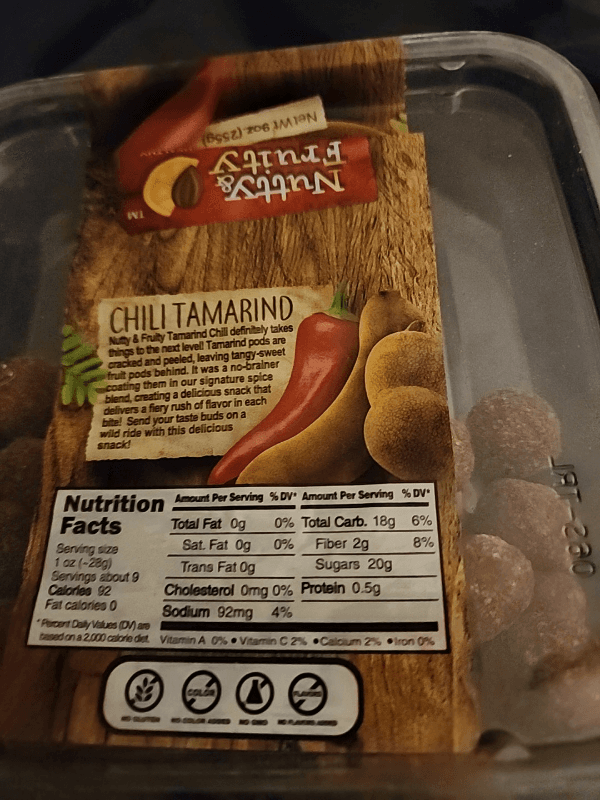 Net Wt 9oz (255g)
Nutty
&
Fruity
TM
CHILI TAMARIND
Nutty & Fruity Tamarind Chili definitely takes
things to the next level! Tamarind pods are
cracked and peeled, leaving tangy-sweet
fruit pods behind. It was a no-brainer
coating them in our signature spice
blend, creating a delicious snack that
delivers a fiery rush of flavor in each
bite! Send your taste buds on a
wild ride with this delicious
snack!
Nutrition
Facts
Serving size
1 oz (~28g)
Servings about 9
Calories 92
Fat calories 0
*Percent Daily Values (DV) are
based on a 2,000 calorie diet.
Amount Per Serving % DV* Amount Per Serving % DV*
Total Fat 0g 0% Total Carb. 18g 6%
Sat. Fat 0g 0% Fiber 2g 8%
Trans Fat 0g Sugars 20g
Cholesterol 0mg 0% Protein 0.5g
Sodium 92mg 4%
Vitamin A 0% • Vitamin C 2% • Calcium 2% • Iron 0%
COLOR FLAVORS
NO GLUTEN NO COLOR ADDED NO GMO NO FLAVORS ADDED